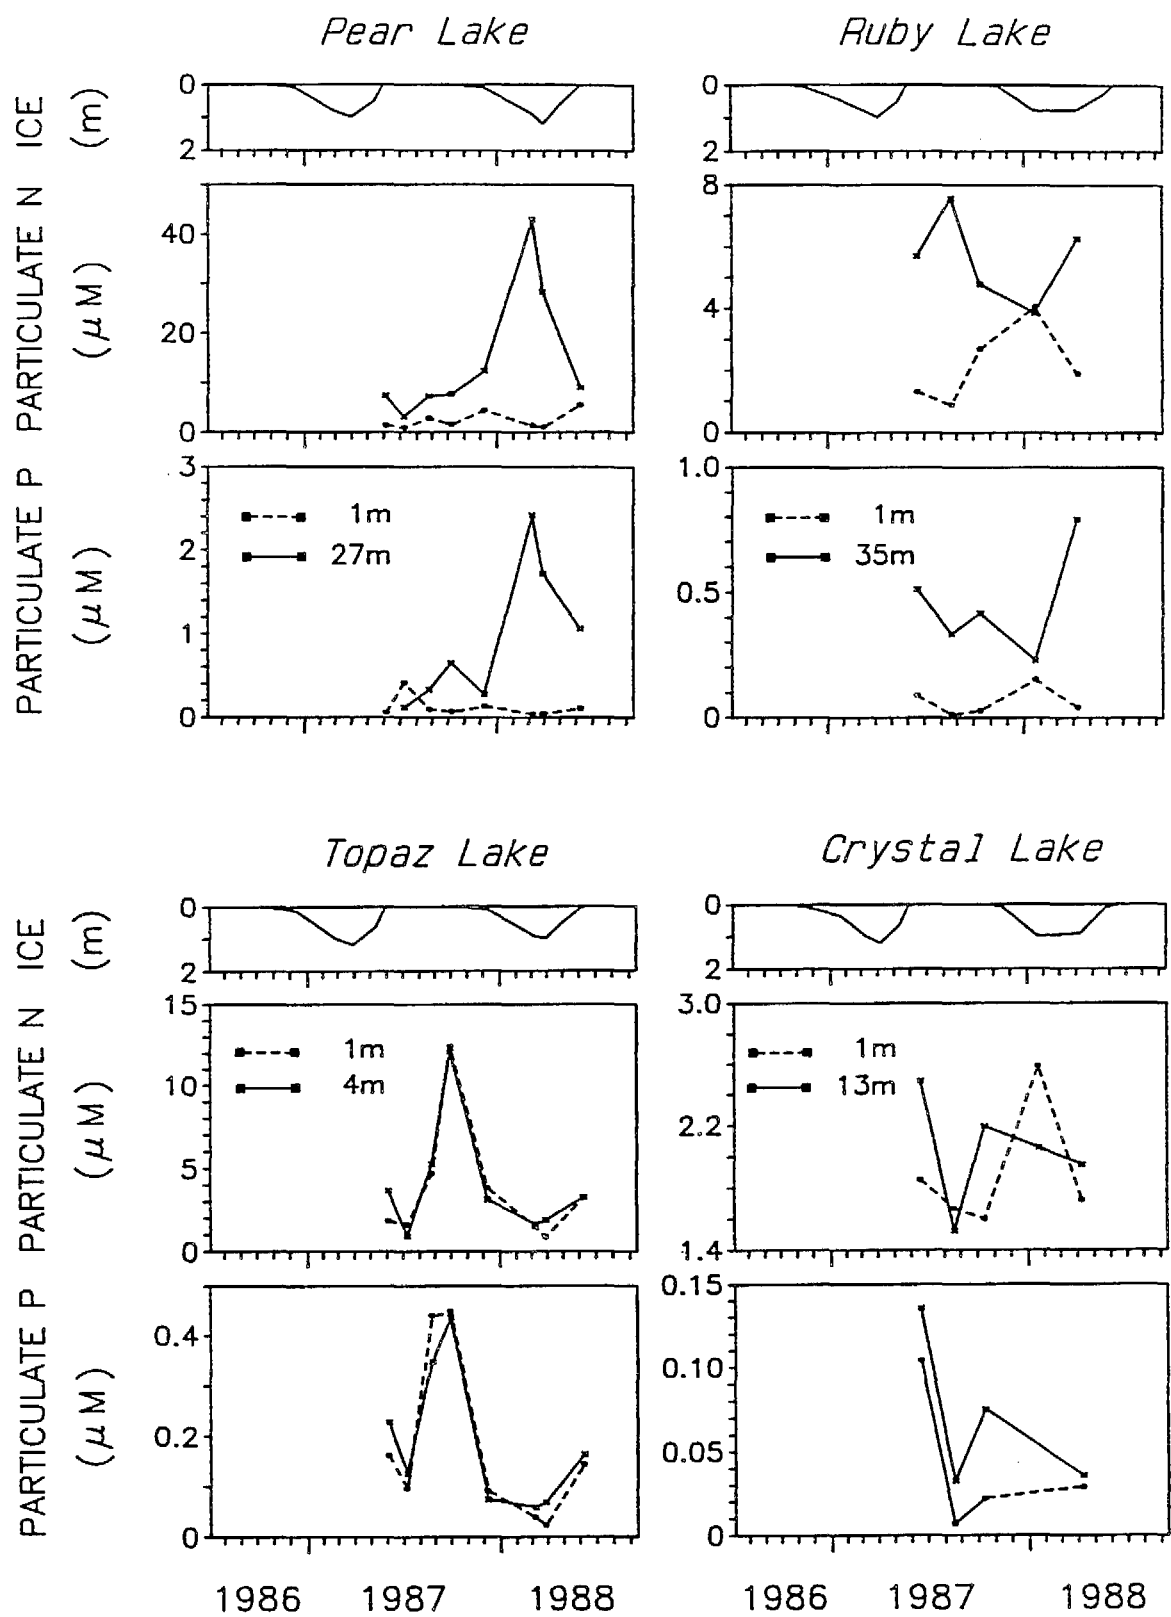 Pear Lake
Ruby Lake
ICE
(m)
0
2
0
2
PARTICULATE N
(μM)
40
20
0
8
4
0
PARTICULATE P
(μM)
3
2
1
0
1m
27m
1.0
0.5
0
1m
35m
Topaz Lake
Crystal Lake
ICE
(m)
0
2
0
2
PARTICULATE N
(μM)
15
10
5
0
1m
4m
3.0
2.2
1.4
1m
13m
PARTICULATE P
(μM)
0.4
0.2
0
0.15
0.10
0.05
0
1986 1987 1988
1986 1987 1988